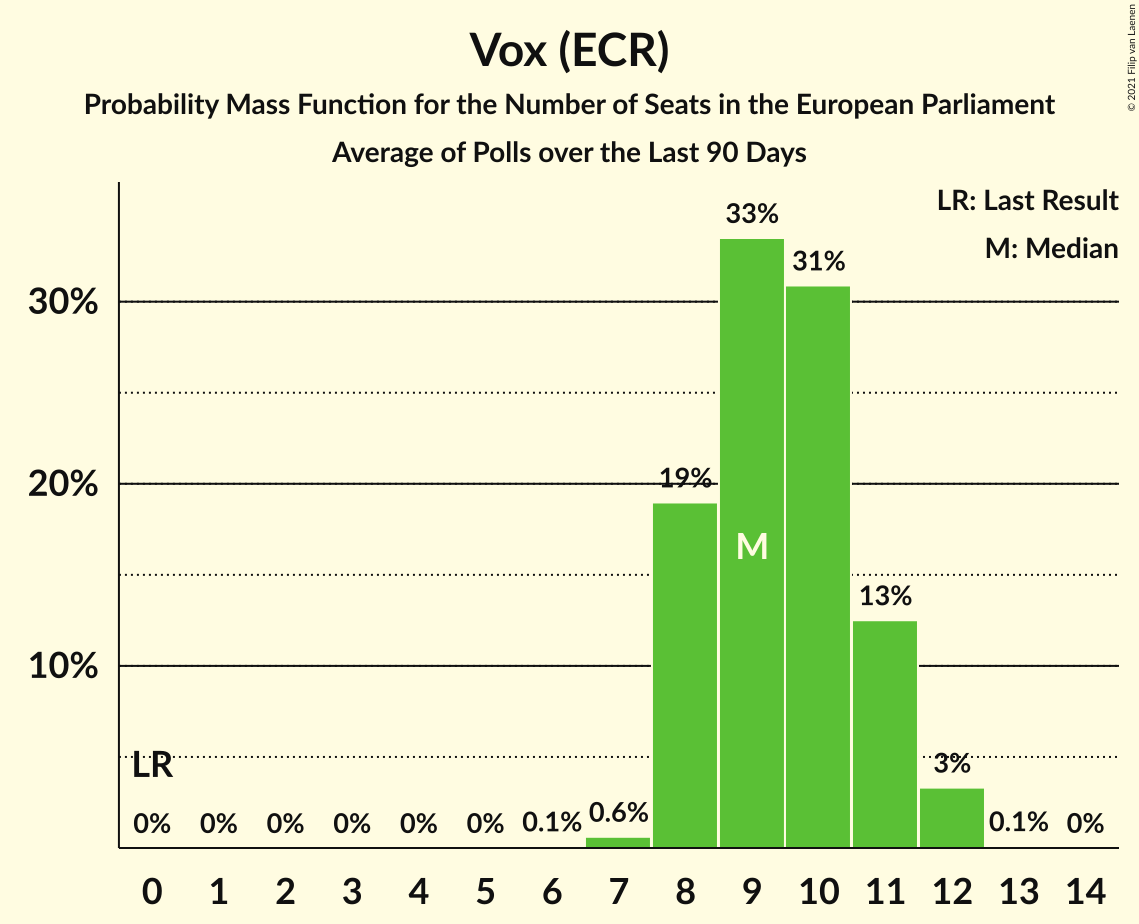 Vox (ECR)
Probability Mass Function for the Number of Seats in the European Parliament
Average of Polls over the Last 90 Days
© 2021 Filip van Laenen
LR: Last Result
M: Median
33%
31%
30%
20%
19%
M
13%
10%
LR
3%
0% 0% 0% 0% 0% 0% 0.1% 0.6% 0.1% 0%
0 1 2 3 4 5 6 7 8 9 10 11 12 13 14